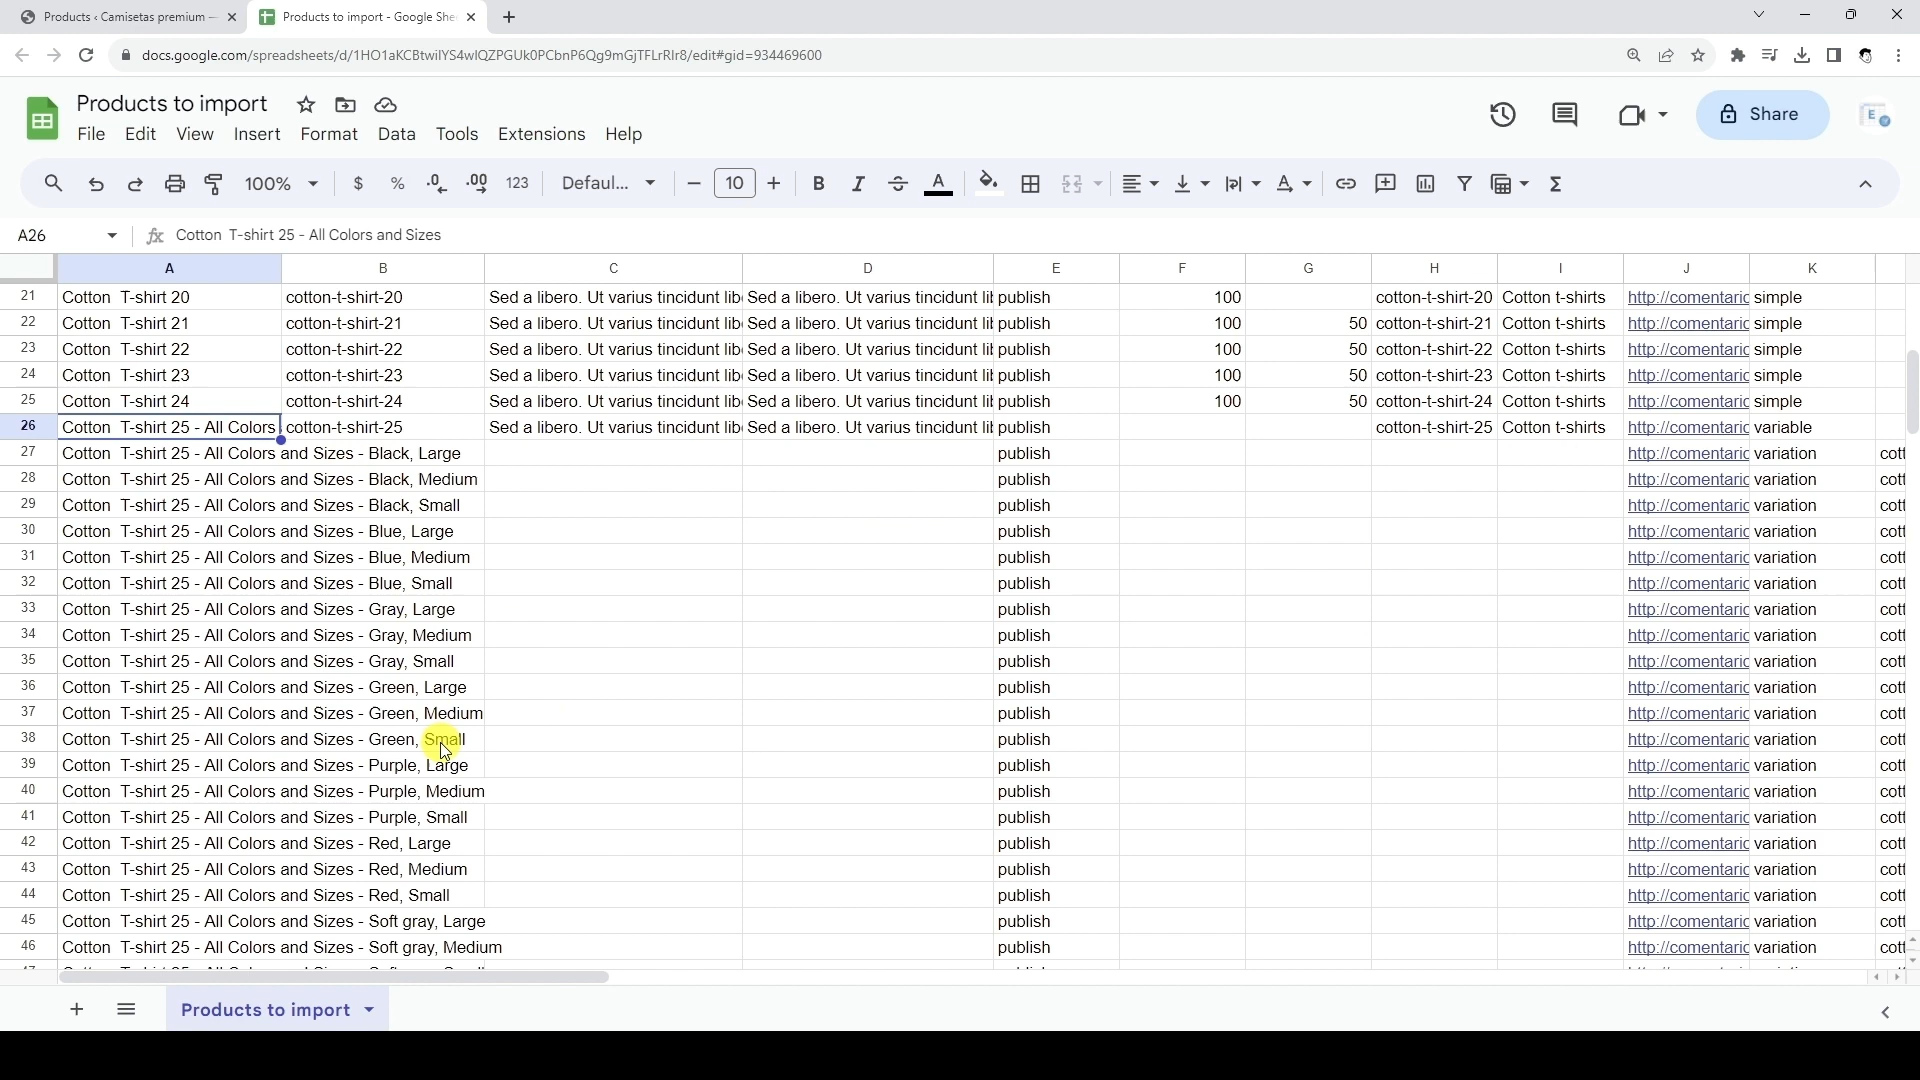 Products ‹ Camisetas premium —
Products to import - Google She
docs.google.com/spreadsheets/d/1HO1aKCBtwilYS4wlQZPGUk0PCbnP6Qg9mGjTFLrRlr8/edit#gid=934469600
Products to import
File Edit View Insert Format Data Tools Extensions Help
Share
100% $ % .0 .00 123 Defaul... 10 B I A
A26 fx Cotton T-shirt 25 - All Colors and Sizes
A B C D E F G H I J K
21 Cotton T-shirt 20 cotton-t-shirt-20 Sed a libero. Ut varius tincidunt lib Sed a libero. Ut varius tincidunt lib publish 100 cotton-t-shirt-20 Cotton t-shirts http://comentaric simple
22 Cotton T-shirt 21 cotton-t-shirt-21 Sed a libero. Ut varius tincidunt lib Sed a libero. Ut varius tincidunt lib publish 100 50 cotton-t-shirt-21 Cotton t-shirts http://comentaric simple
23 Cotton T-shirt 22 cotton-t-shirt-22 Sed a libero. Ut varius tincidunt lib Sed a libero. Ut varius tincidunt lib publish 100 50 cotton-t-shirt-22 Cotton t-shirts http://comentaric simple
24 Cotton T-shirt 23 cotton-t-shirt-23 Sed a libero. Ut varius tincidunt lib Sed a libero. Ut varius tincidunt lib publish 100 50 cotton-t-shirt-23 Cotton t-shirts http://comentaric simple
25 Cotton T-shirt 24 cotton-t-shirt-24 Sed a libero. Ut varius tincidunt lib Sed a libero. Ut varius tincidunt lib publish 100 50 cotton-t-shirt-24 Cotton t-shirts http://comentaric simple
26 Cotton T-shirt 25 - All Colors cotton-t-shirt-25 Sed a libero. Ut varius tincidunt lib Sed a libero. Ut varius tincidunt lib publish cotton-t-shirt-25 Cotton t-shirts http://comentaric variable
27 Cotton T-shirt 25 - All Colors and Sizes - Black, Large publish http://comentaric variation cott
28 Cotton T-shirt 25 - All Colors and Sizes - Black, Medium publish http://comentaric variation cott
29 Cotton T-shirt 25 - All Colors and Sizes - Black, Small publish http://comentaric variation cott
30 Cotton T-shirt 25 - All Colors and Sizes - Blue, Large publish http://comentaric variation cott
31 Cotton T-shirt 25 - All Colors and Sizes - Blue, Medium publish http://comentaric variation cott
32 Cotton T-shirt 25 - All Colors and Sizes - Blue, Small publish http://comentaric variation cott
33 Cotton T-shirt 25 - All Colors and Sizes - Gray, Large publish http://comentaric variation cott
34 Cotton T-shirt 25 - All Colors and Sizes - Gray, Medium publish http://comentaric variation cott
35 Cotton T-shirt 25 - All Colors and Sizes - Gray, Small publish http://comentaric variation cott
36 Cotton T-shirt 25 - All Colors and Sizes - Green, Large publish http://comentaric variation cott
37 Cotton T-shirt 25 - All Colors and Sizes - Green, Medium publish http://comentaric variation cott
38 Cotton T-shirt 25 - All Colors and Sizes - Green, Small publish http://comentaric variation cott
39 Cotton T-shirt 25 - All Colors and Sizes - Purple, Large publish http://comentaric variation cott
40 Cotton T-shirt 25 - All Colors and Sizes - Purple, Medium publish http://comentaric variation cott
41 Cotton T-shirt 25 - All Colors and Sizes - Purple, Small publish http://comentaric variation cott
42 Cotton T-shirt 25 - All Colors and Sizes - Red, Large publish http://comentaric variation cott
43 Cotton T-shirt 25 - All Colors and Sizes - Red, Medium publish http://comentaric variation cott
44 Cotton T-shirt 25 - All Colors and Sizes - Red, Small publish http://comentaric variation cott
45 Cotton T-shirt 25 - All Colors and Sizes - Soft gray, Large publish http://comentaric variation cott
46 Cotton T-shirt 25 - All Colors and Sizes - Soft gray, Medium publish http://comentaric variation cott
Products to import